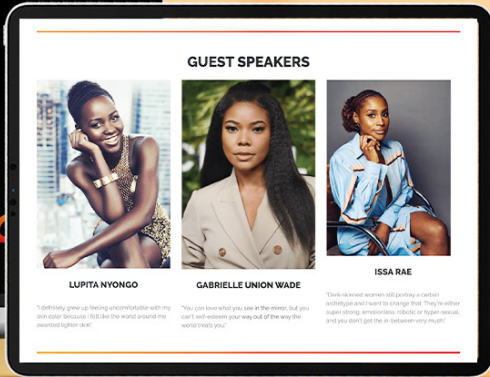 GUEST SPEAKERS
LUPITA NYONGO
"I definitely grew up feeling uncomfortable with my
skin color because I felt like the world around me
awarded lighter skin".
GABRIELLE UNION WADE
"You can love what you see in the mirror, but you
can't self-esteem your way out of the way the
world treats you."
ISSA RAE
"Dark-skinned women still portray a certain
archetype and I want to change that. They're either
super strong, emotionless, robotic or hyper-sexual,
and you don't get the in-between very much".